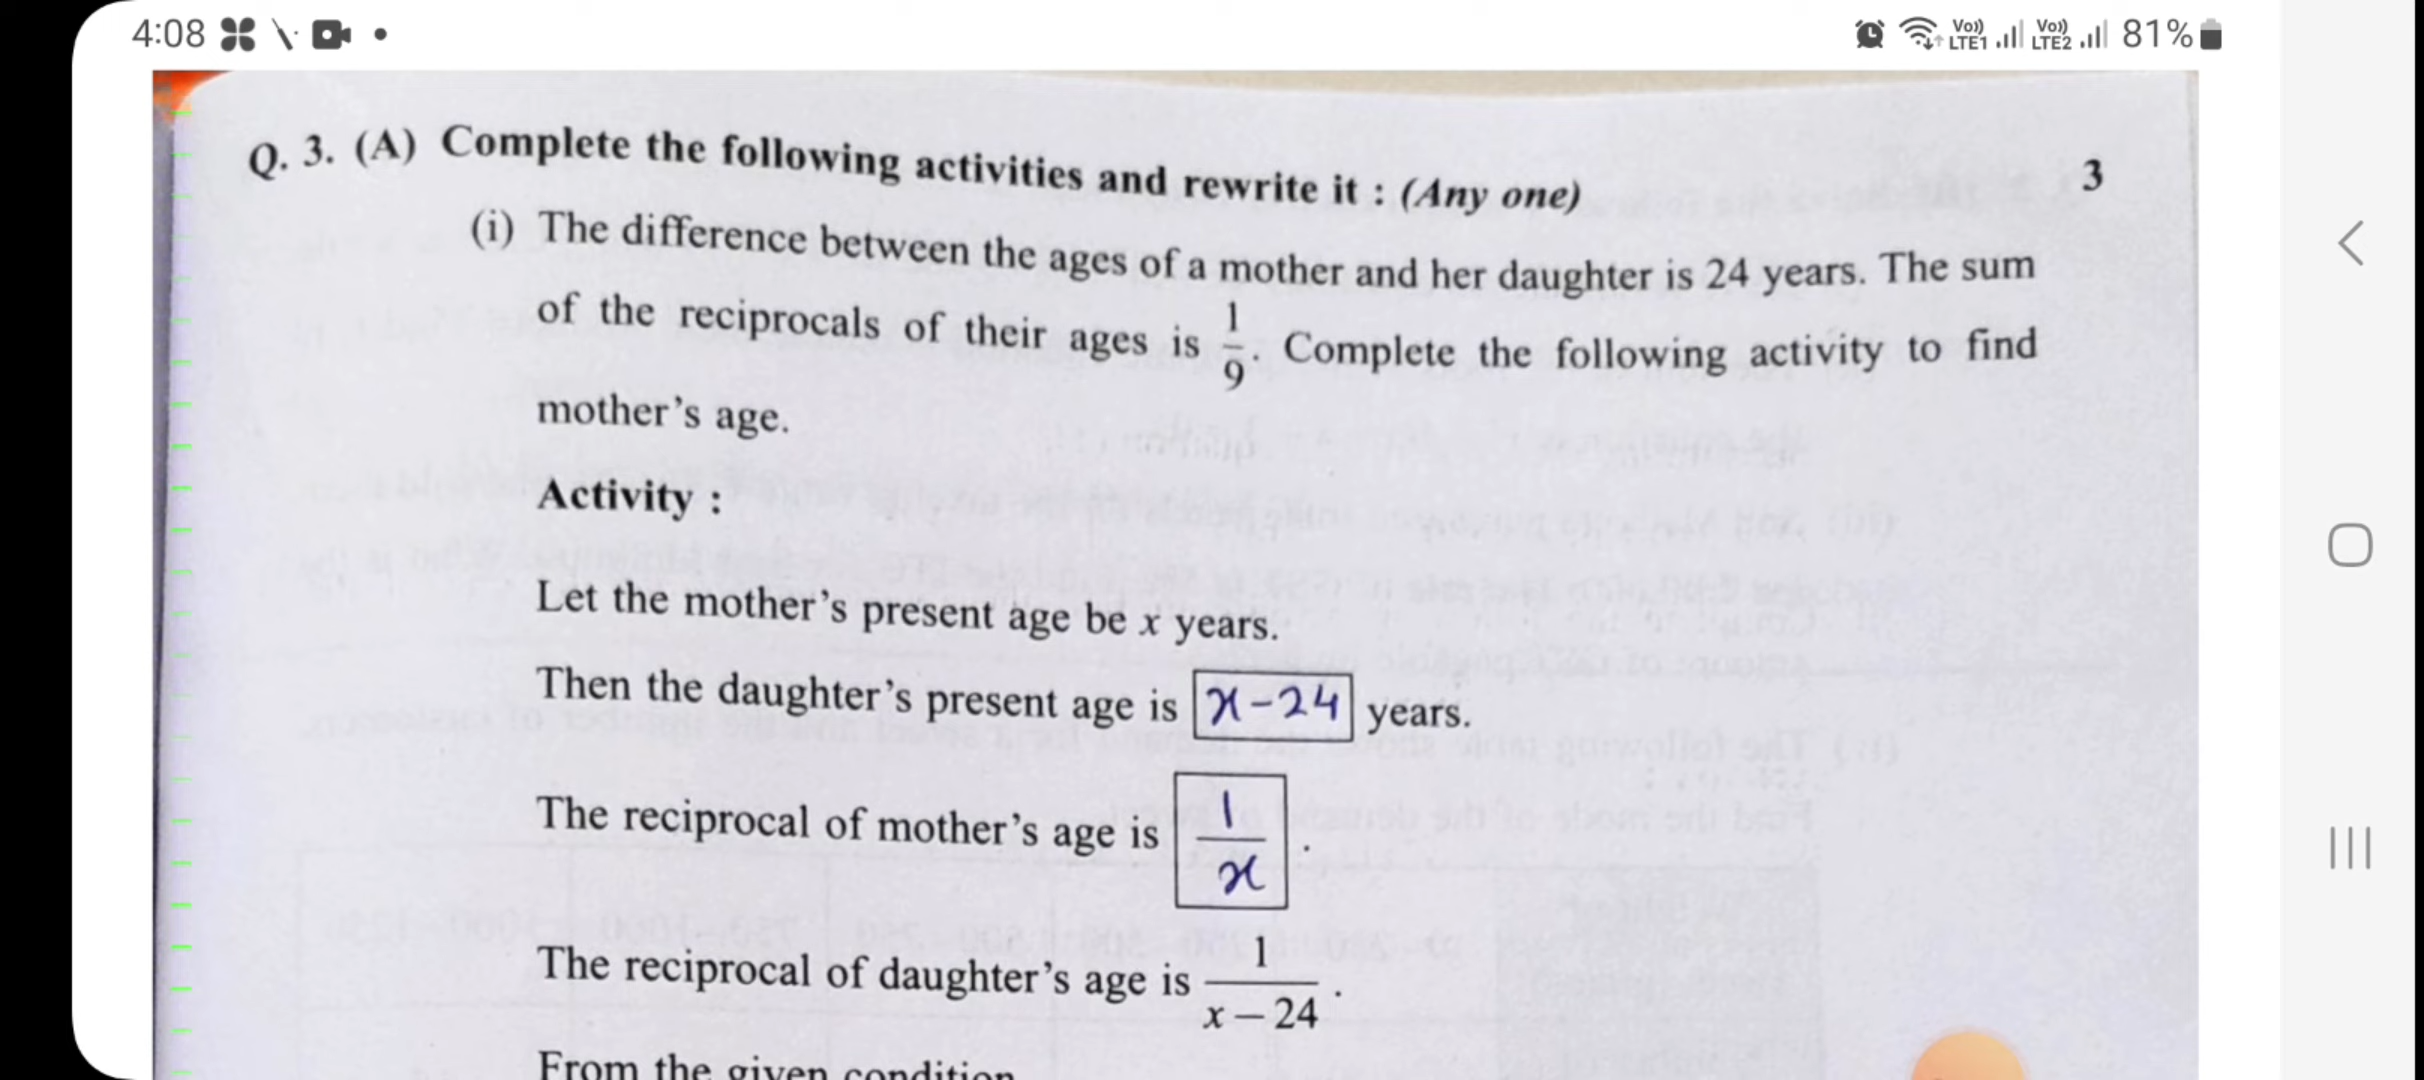 4:08
Vo)) LTE1 Vo)) LTE2 81%
Q. 3. (A) Complete the following activities and rewrite it : (Any one) 3
(i) The difference between the ages of a mother and her daughter is 24 years. The sum
of the reciprocals of their ages is 1/9. Complete the following activity to find
mother's age.
Activity :
Let the mother's present age be x years.
Then the daughter's present age is x-24 years.
The reciprocal of mother's age is 1/x .
The reciprocal of daughter's age is 1/x – 24 .
From the given condition